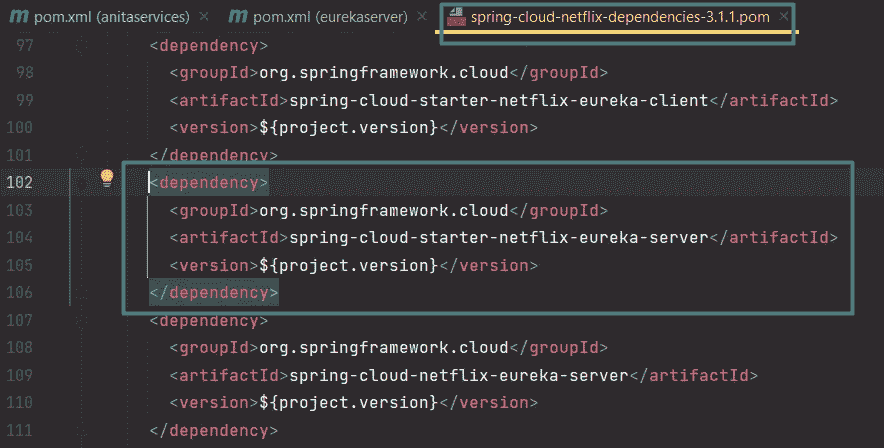 pom.xml (anitaservices) × pom.xml (eurekaserver) × spring-cloud-netflix-dependencies-3.1.1.pom ×
97 <dependency>
98 <groupId>org.springframework.cloud</groupId>
99 <artifactId>spring-cloud-starter-netflix-eureka-client</artifactId>
100 <version>${project.version}</version>
101 </dependency>
102 <dependency>
103 <groupId>org.springframework.cloud</groupId>
104 <artifactId>spring-cloud-starter-netflix-eureka-server</artifactId>
105 <version>${project.version}</version>
106 </dependency>
107 <dependency>
108 <groupId>org.springframework.cloud</groupId>
109 <artifactId>spring-cloud-netflix-eureka-server</artifactId>
110 <version>${project.version}</version>
111 </dependency>